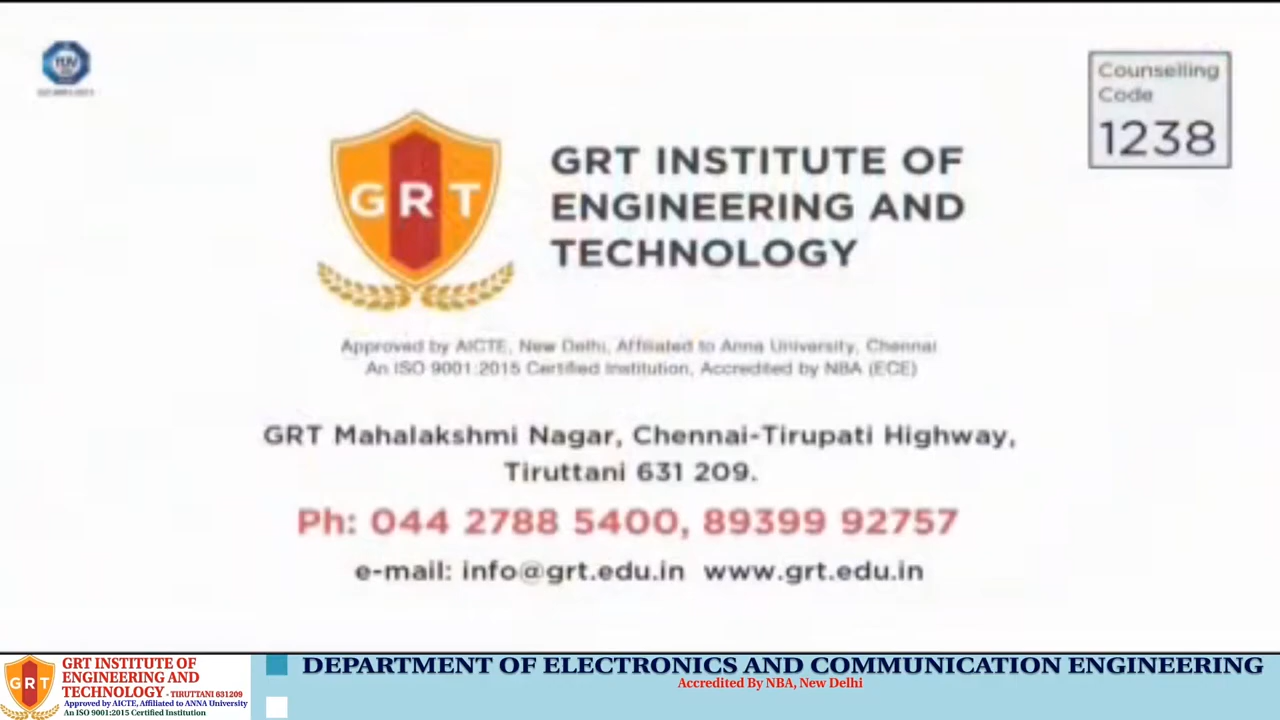 TÜV
Counselling
Code
1238
GRT
GRT INSTITUTE OF
ENGINEERING AND
TECHNOLOGY
Approved by AICTE, New Delhi, Affiliated to Anna University, Chennai
An ISO 9001:2015 Certified Institution, Accredited by NBA (ECE)
GRT Mahalakshmi Nagar, Chennai-Tirupati Highway,
Tiruttani 631 209.
Ph: 044 2788 5400, 89399 92757
e-mail: info@grt.edu.in www.grt.edu.in
GRT
GRT INSTITUTE OF
ENGINEERING AND
TECHNOLOGY - TIRUTTANI 631209
Approved by AICTE, Affiliated to ANNA University
An ISO 9001:2015 Certified Institution
DEPARTMENT OF ELECTRONICS AND COMMUNICATION ENGINEERING
Accredited By NBA, New Delhi